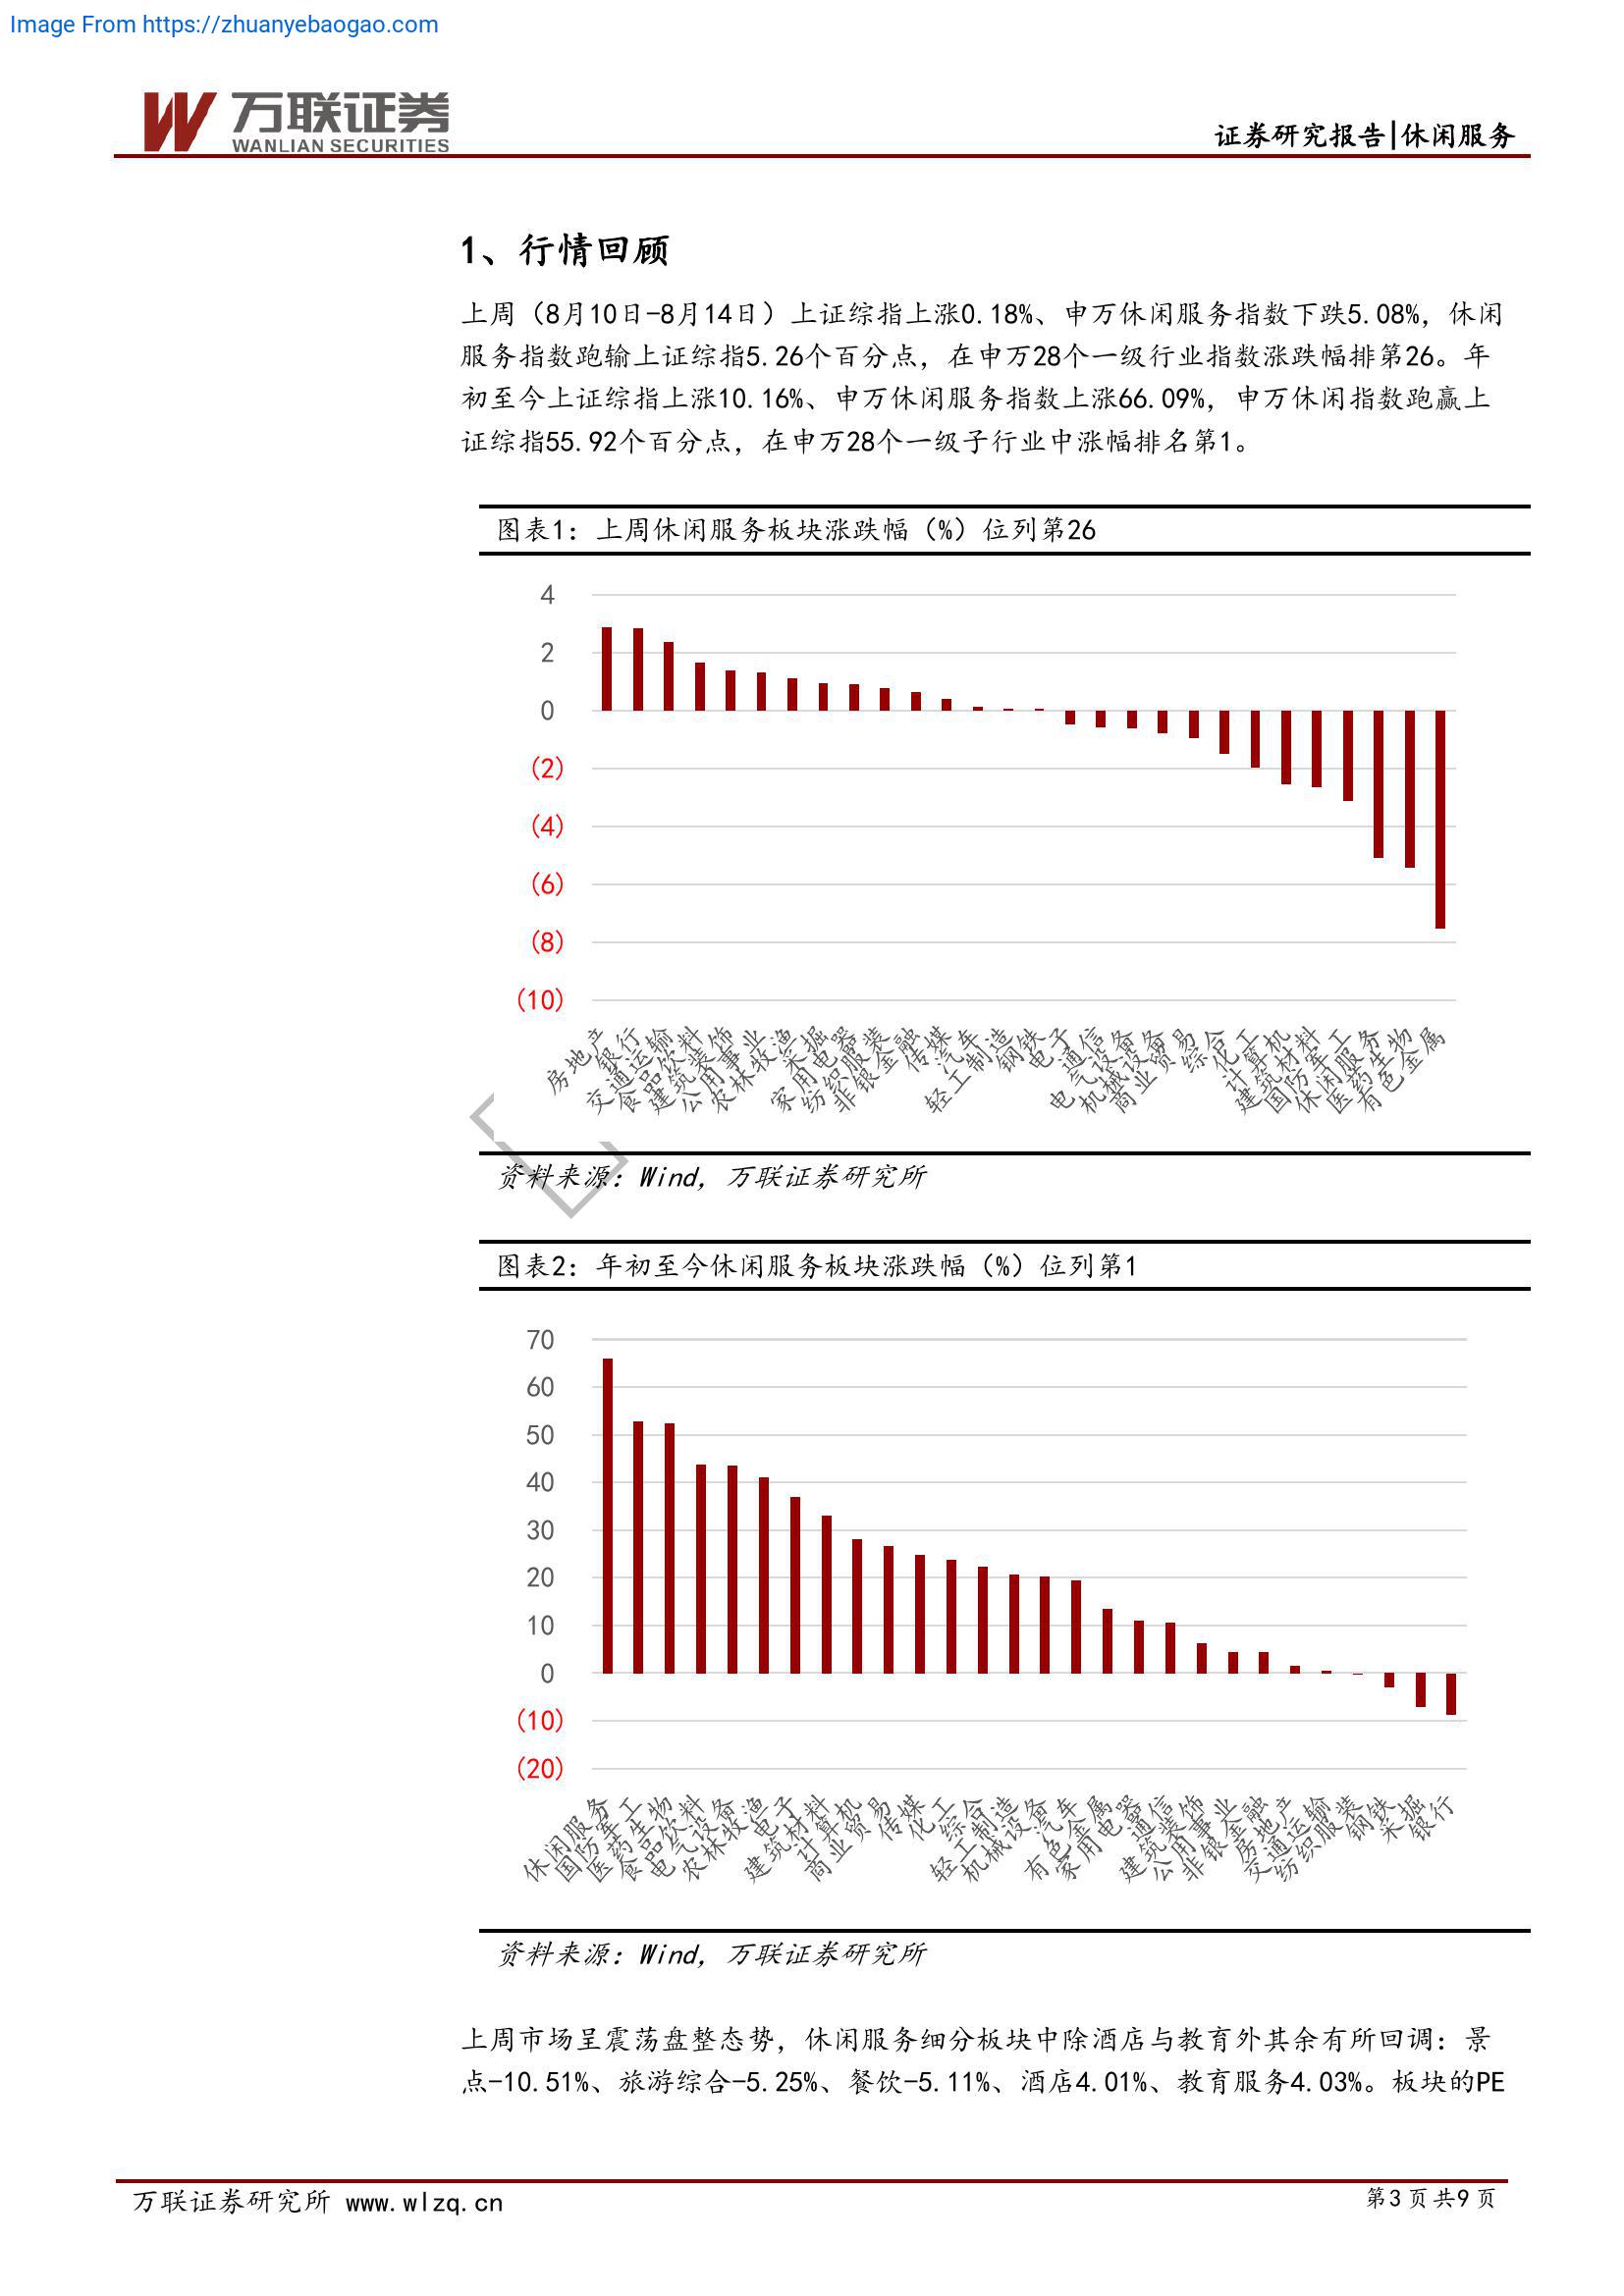 Image From https://zhuanyebaogao.com
万联证券
WANLIAN SECURITIES
证券研究报告|休闲服务
1、行情回顾
上周（8月10日-8月14日）上证综指上涨0.18%、申万休闲服务指数下跌5.08%，休闲
服务指数跑输上证综指5.26个百分点，在申万28个一级行业指数涨跌幅排第26。年
初至今上证综指上涨10.16%、申万休闲服务指数上涨66.09%，申万休闲指数跑赢上
证综指55.92个百分点，在申万28个一级子行业中涨幅排名第1。
图表1：上周休闲服务板块涨跌幅（%）位列第26
4
2
0
(2)
(4)
(6)
(8)
(10)
房地产
银行
交通运输
食品饮料
建筑装饰
公用事业
农林牧渔
采掘
家用电器
纺织服装
非银金融
传媒
汽车
轻工制造
钢铁
电子
通信
电气设备
机械设备
商业贸易
综合
化工
计算机
建筑材料
国防军工
休闲服务
医药生物
有色金属
资料来源：Wind，万联证券研究所
图表2：年初至今休闲服务板块涨跌幅（%）位列第1
70
60
50
40
30
20
10
0
(10)
(20)
休闲服务
国防军工
医药生物
食品饮料
电气设备
农林牧渔
电子
建筑材料
计算机
商业贸易
传媒
化工
综合
轻工制造
机械设备
汽车
有色金属
家用电器
通信
建筑装饰
公用事业
非银金融
房地产
交通运输
纺织服装
钢铁
采掘
银行
资料来源：Wind，万联证券研究所
上周市场呈震荡盘整态势，休闲服务细分板块中除酒店与教育外其余有所回调：景
点-10.51%、旅游综合-5.25%、餐饮-5.11%、酒店4.01%、教育服务4.03%。板块的PE
万联证券研究所 www.wlzq.cn
第3页共9页